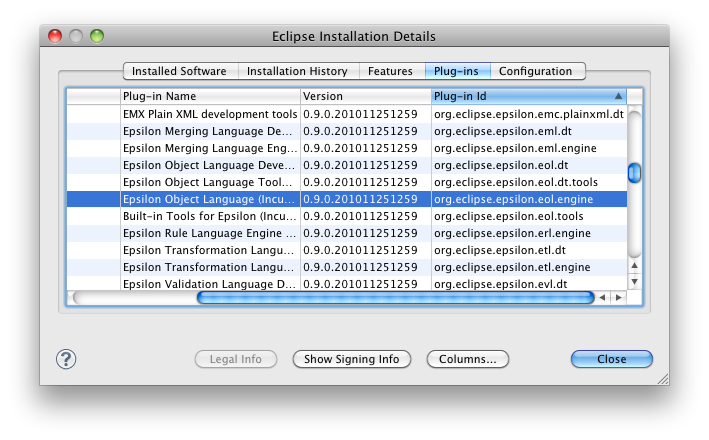 Eclipse Installation Details
Installed Software Installation History Features Plug-ins Configuration
Plug-in Name Version Plug-in Id
EMX Plain XML development tools 0.9.0.201011251259 org.eclipse.epsilon.emc.plainxml.dt
Epsilon Merging Language De... 0.9.0.201011251259 org.eclipse.epsilon.eml.dt
Epsilon Merging Language Eng... 0.9.0.201011251259 org.eclipse.epsilon.eml.engine
Epsilon Object Language Deve... 0.9.0.201011251259 org.eclipse.epsilon.eol.dt
Epsilon Object Language Tool... 0.9.0.201011251259 org.eclipse.epsilon.eol.dt.tools
Epsilon Object Language (Incu... 0.9.0.201011251259 org.eclipse.epsilon.eol.engine
Built-in Tools for Epsilon (Incu... 0.9.0.201011251259 org.eclipse.epsilon.eol.tools
Epsilon Rule Language Engine ... 0.9.0.201011251259 org.eclipse.epsilon.erl.engine
Epsilon Transformation Langu... 0.9.0.201011251259 org.eclipse.epsilon.etl.dt
Epsilon Transformation Langu... 0.9.0.201011251259 org.eclipse.epsilon.etl.engine
Epsilon Validation Language D... 0.9.0.201011251259 org.eclipse.epsilon.evl.dt
? Legal Info Show Signing Info Columns... Close